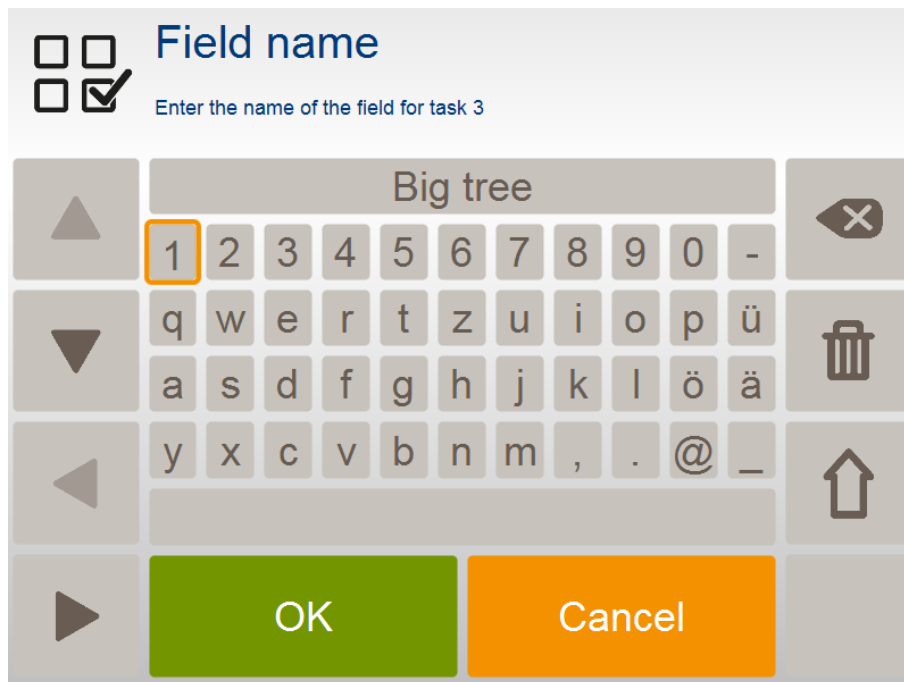 Field name
Enter the name of the field for task 3
Big tree
1 2 3 4 5 6 7 8 9 0 -
q w e r t z u i o p ü
a s d f g h j k l ö ä
y x c v b n m , . @ _
OK Cancel